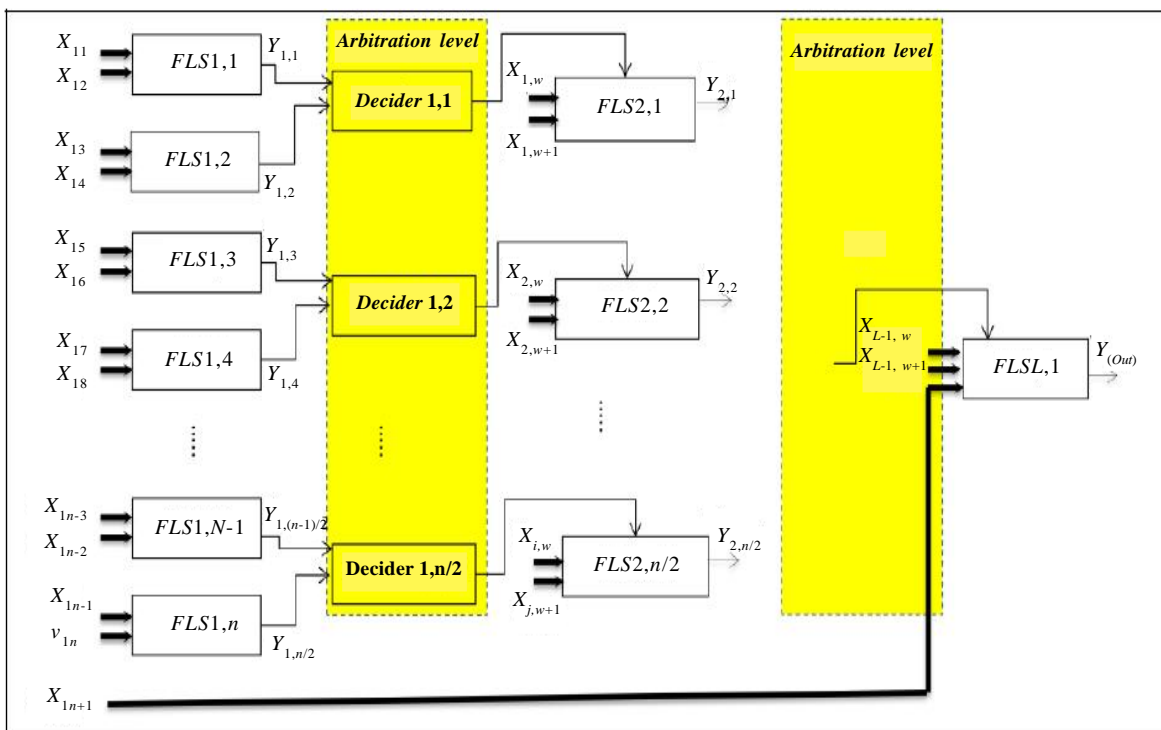 X11
X12
FLS1,1
Y1,1
X13
X14
FLS1,2
Y1,2
X15
X16
FLS1,3
Y1,3
X17
X18
FLS1,4
Y1,4
X1n-3
X1n-2
FLS1,N-1
Y1,(n-1)/2
X1n-1
v1n
FLS1,n
Y1,n/2
X1n+1
Arbitration level
Decider 1,1
Decider 1,2
Decider 1,n/2
X1,w
X1,w+1
FLS2,1
Y2,1
X2,w
X2,w+1
FLS2,2
Y2,2
Xi,w
Xj,w+1
FLS2,n/2
Y2,n/2
Arbitration level
XL-1, w
XL-1, w+1
FLSL,1
Y(Out)